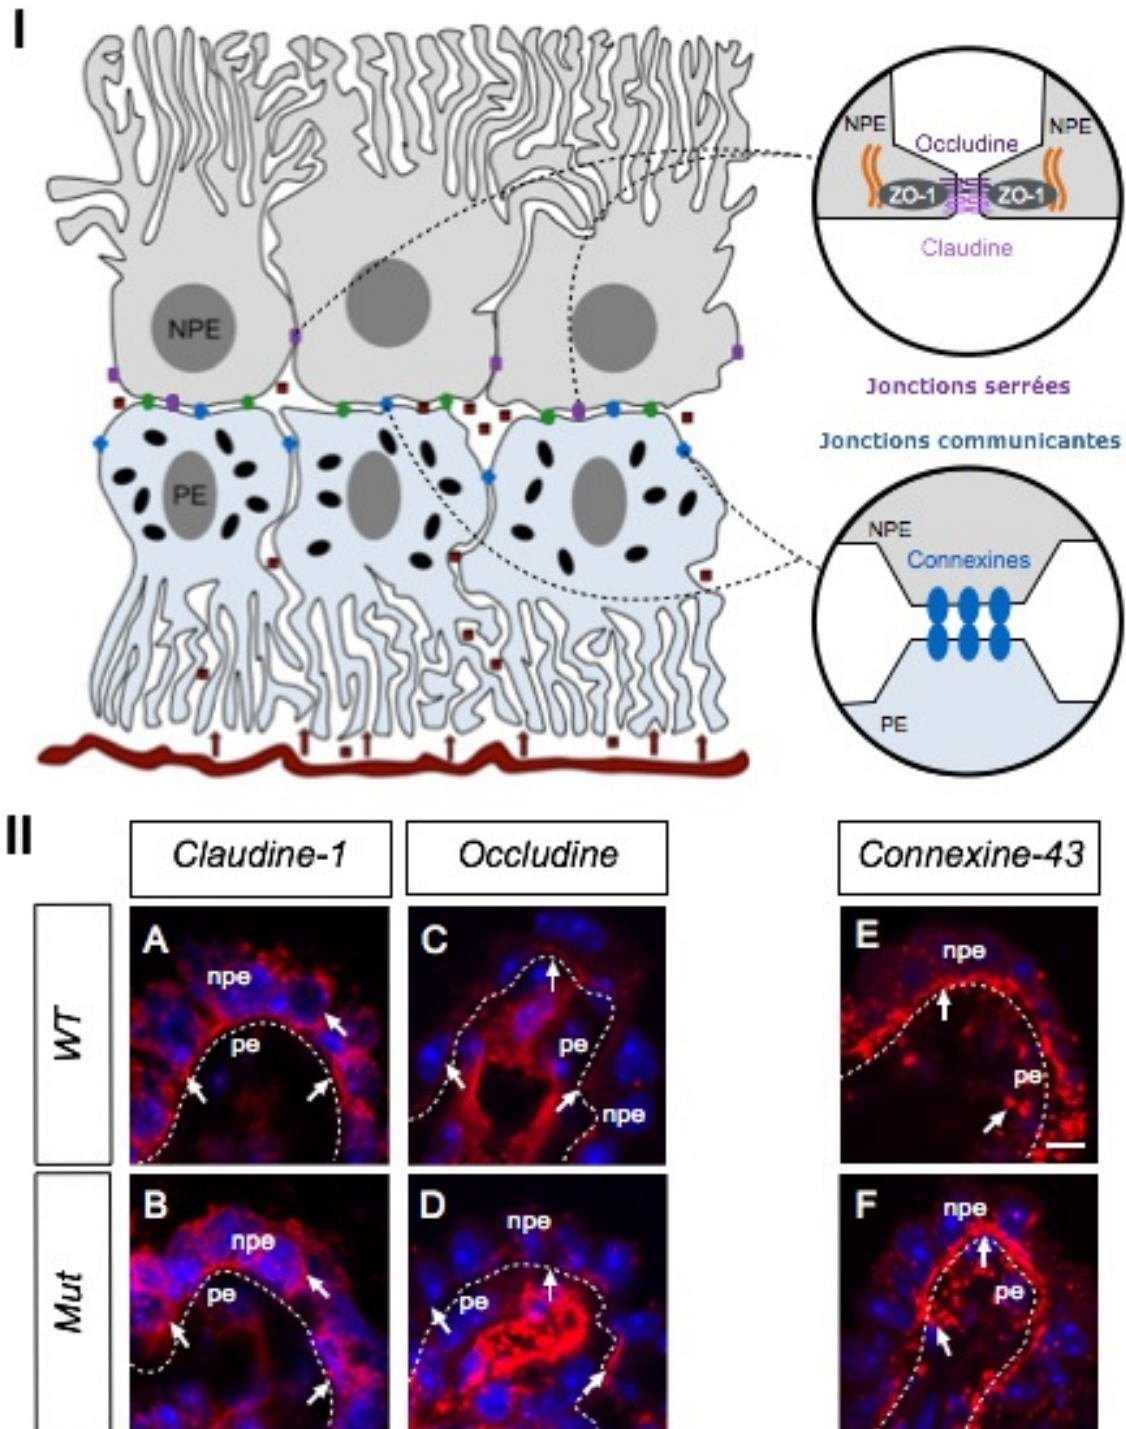 I
NPE
NPE
Occludine
ZO-1
ZO-1
Claudine
NPE
Jonctions serrées
Jonctions communicantes
PE
NPE
Connexines
PE
II
Claudine-1
Occludine
Connexine-43
WT
A
npe
pe
C
pe
npe
E
npe
pe
Mut
B
npe
pe
D
npe
pe
F
npe
pe